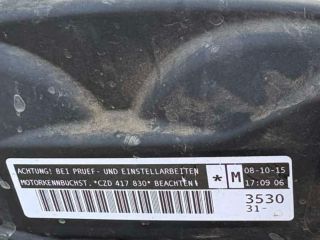 ACHTUNG! BEI PRUEF- UND EINSTELLARBEITEN
MOTORKENNBUCHST. *CZD 417 830* BEACHTEN!
* M 08-10-15
17:09 06
3530
31-